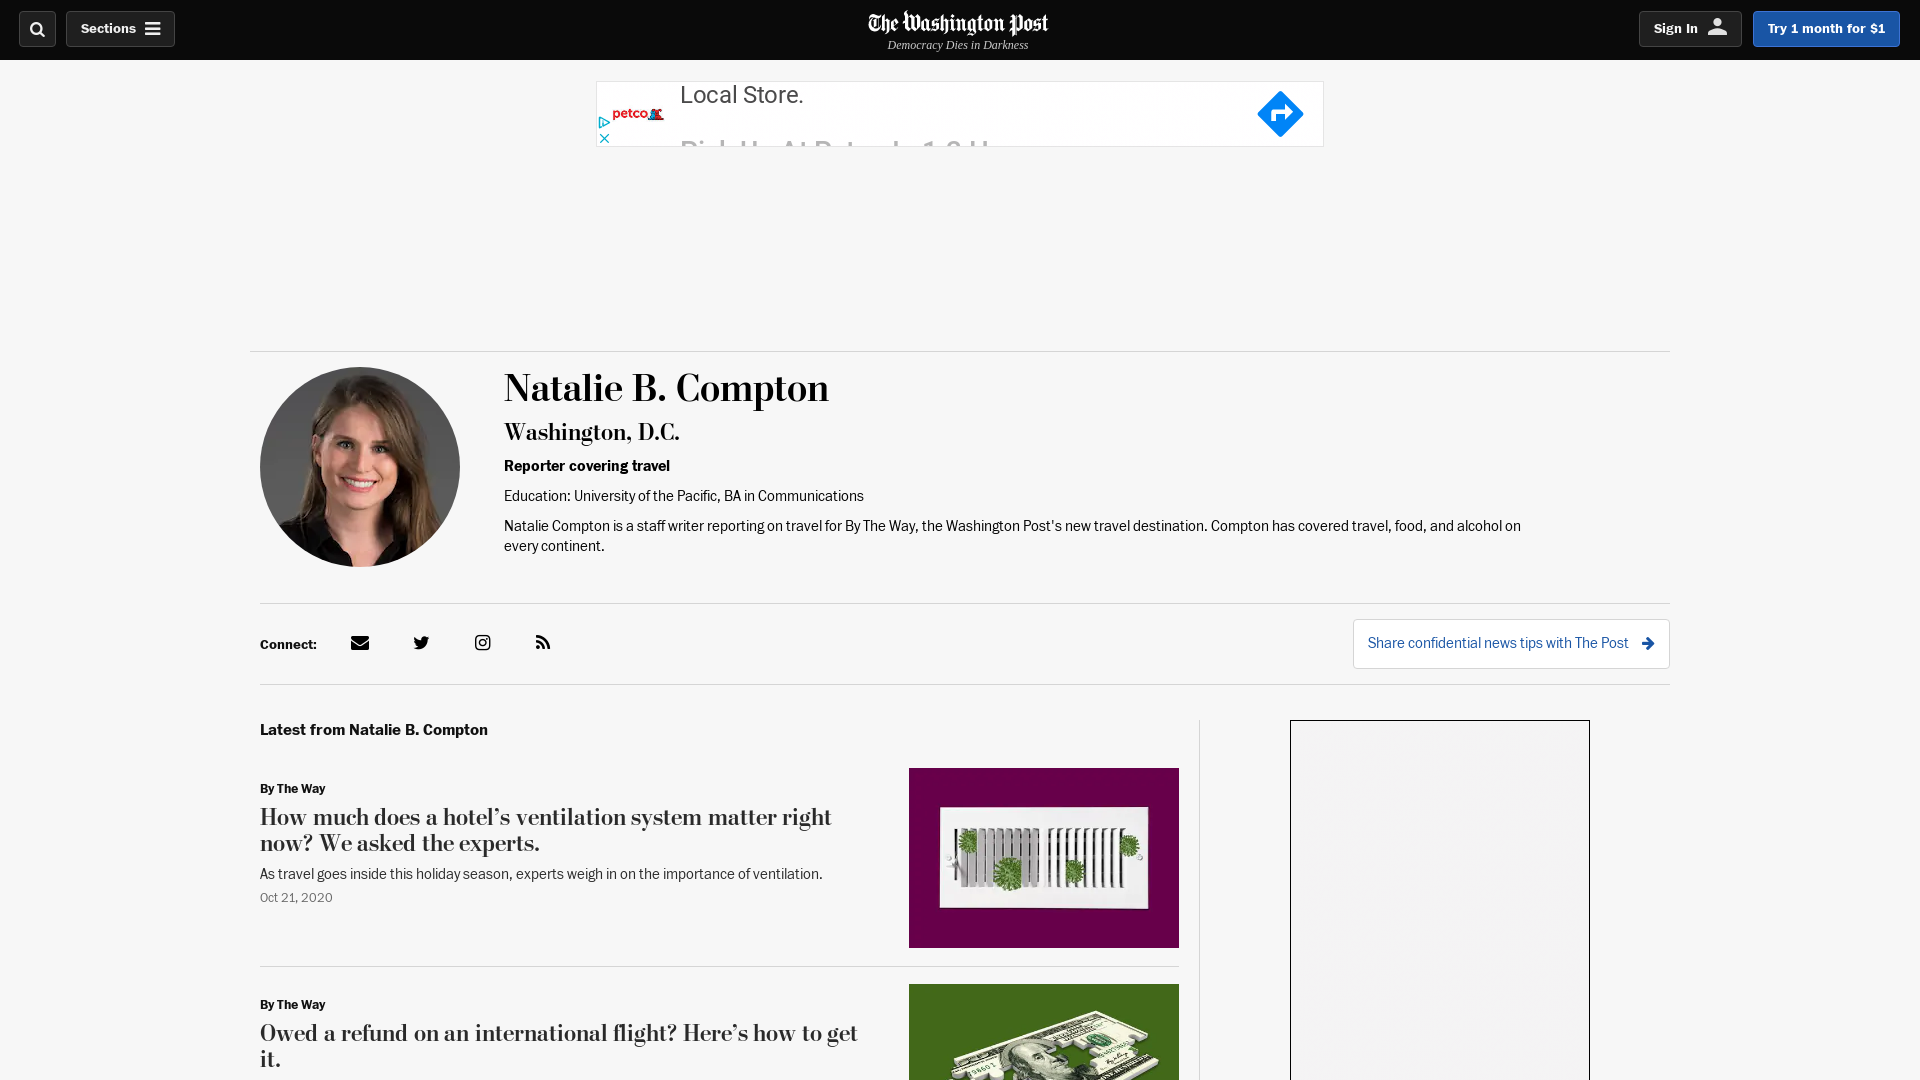 Sections
The Washington Post
Democracy Dies in Darkness
Sign In
Try 1 month for $1
petco
Local Store.
Natalie B. Compton
Washington, D.C.
Reporter covering travel
Education: University of the Pacific, BA in Communications
Natalie Compton is a staff writer reporting on travel for By The Way, the Washington Post's new travel destination. Compton has covered travel, food, and alcohol on
every continent.
Connect:
Share confidential news tips with The Post
Latest from Natalie B. Compton
By The Way
How much does a hotel’s ventilation system matter right
now? We asked the experts.
As travel goes inside this holiday season, experts weigh in on the importance of ventilation.
Oct 21, 2020
By The Way
Owed a refund on an international flight? Here’s how to get
it.